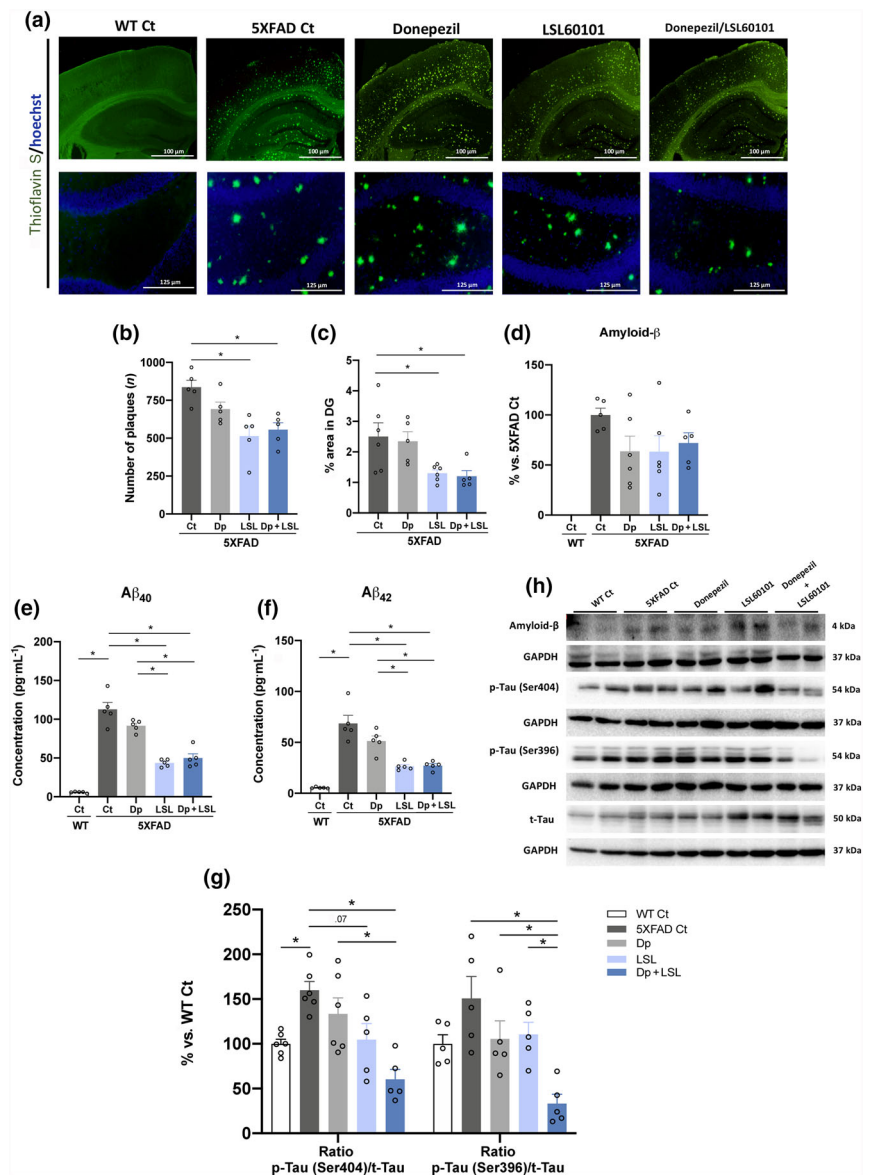 (a)
WT Ct 5XFAD Ct Donepezil LSL60101 Donepezil/LSL60101
Thioflavin S/hoechst
100 µm 100 µm 100 µm 100 µm 100 µm
125 µm 125 µm 125 µm 125 µm 125 µm
(b)
Number of plaques (n)
1000
750
500
250
0
* *
Ct Dp LSL Dp + LSL
5XFAD
(c)
% area in DG
6
5
4
3
2
1
0
* *
Ct Dp LSL Dp + LSL
5XFAD
(d)
Amyloid-β
% vs. 5XFAD Ct
150
100
50
0
Ct Ct Dp LSL Dp + LSL
WT 5XFAD
(e)
Aβ40
Concentration (pg·mL-1)
200
150
100
50
0
* * * * *
Ct Ct Dp LSL Dp + LSL
WT 5XFAD
(f)
Aβ42
Concentration (pg·mL-1)
150
100
50
0
* * * * *
Ct Ct Dp LSL Dp + LSL
WT 5XFAD
(h)
WT Ct 5XFAD Ct Donepezil LSL60101 Donepezil + LSL60101
Amyloid-β 4 kDa
GAPDH 37 kDa
p-Tau (Ser404) 54 kDa
GAPDH 37 kDa
p-Tau (Ser396) 54 kDa
GAPDH 37 kDa
t-Tau 50 kDa
GAPDH 37 kDa
(g)
% vs. WT Ct
250
200
150
100
50
0
* * .07 * * * *
Ratio
p-Tau (Ser404)/t-Tau
Ratio
p-Tau (Ser396)/t-Tau
WT Ct
5XFAD Ct
Dp
LSL
Dp + LSL